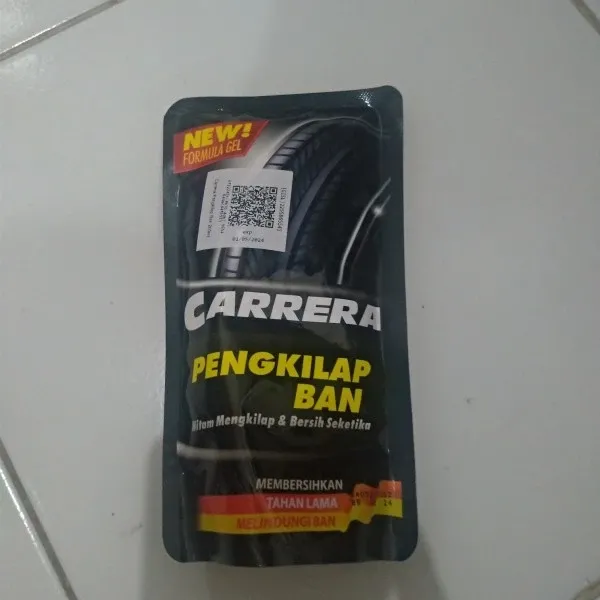 NEW!
FORMULA GEL
CARRERA
PENGKILAP
BAN
Hitam Mengkilap & Bersih Seketika
MEMBERSIHKAN
TAHAN LAMA
MELINDUNGI BAN